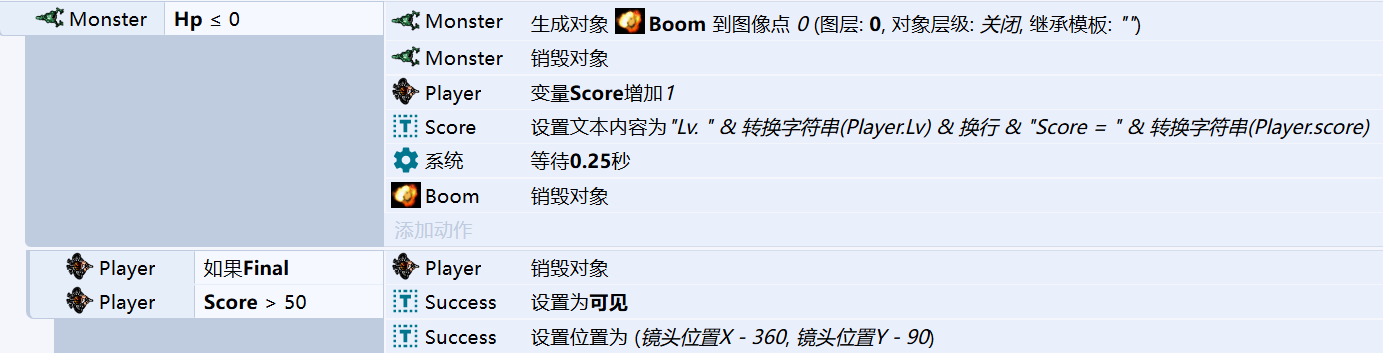 Monster Hp ≤ 0 Monster 生成对象 Boom 到图像点 0 (图层: 0, 对象层级: 关闭, 继承模板: "")
Monster 销毁对象
Player 变量Score增加1
Score 设置文本内容为"Lv. " & 转换字符串(Player.Lv) & 换行 & "Score = " & 转换字符串(Player.score)
系统 等待0.25秒
Boom 销毁对象
添加动作
Player 如果Final Player 销毁对象
Player Score > 50 Success 设置为可见
Success 设置位置为 (镜头位置X - 360, 镜头位置Y - 90)